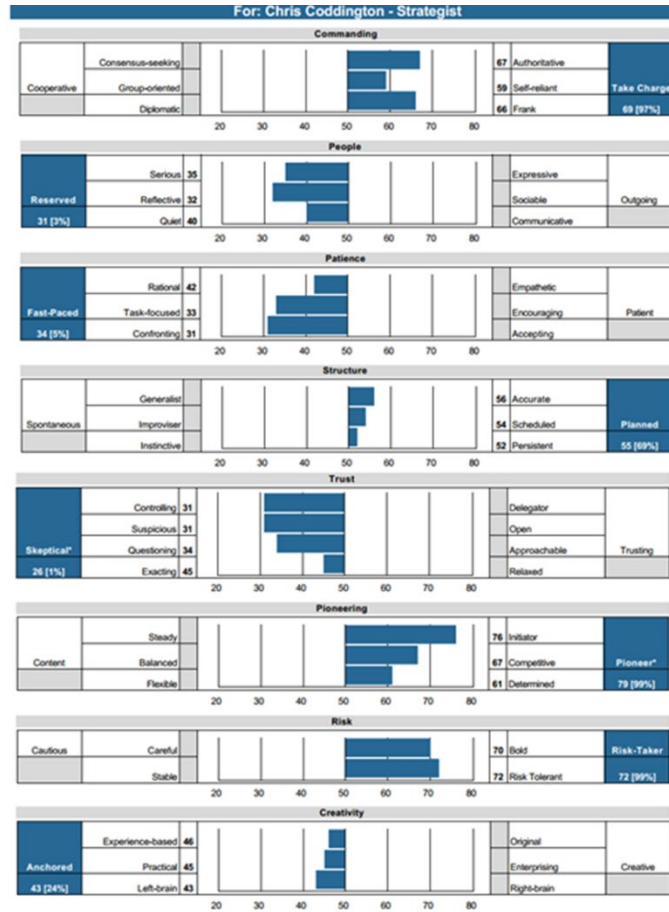 For: Chris Coddington - Strategist
Commanding
Cooperative
Consensus-seeking
Group-oriented
Diplomatic
67 Authoritative
59 Self-reliant
66 Frank
Take Charge
69 [97%]
20 30 40 50 60 70 80
People
Reserved
31 [3%]
Serious 35
Reflective 32
Quiet 40
Expressive
Sociable
Communicative
Outgoing
20 30 40 50 60 70 80
Patience
Fast-Paced
34 [5%]
Rational 42
Task-focused 33
Confronting 31
Empathetic
Encouraging
Accepting
Patient
20 30 40 50 60 70 80
Structure
Spontaneous
Generalist
Improviser
Instinctive
56 Accurate
54 Scheduled
52 Persistent
Planned
55 [69%]
20 30 40 50 60 70 80
Trust
Skeptical*
26 [1%]
Controlling 31
Suspicious 31
Questioning 34
Exacting 45
Delegator
Open
Approachable
Relaxed
Trusting
20 30 40 50 60 70 80
Pioneering
Content
Steady
Balanced
Flexible
76 Initiator
67 Competitive
61 Determined
Pioneer*
79 [99%]
20 30 40 50 60 70 80
Risk
Cautious
Careful
Stable
70 Bold
72 Risk Tolerant
Risk-Taker
72 [99%]
20 30 40 50 60 70 80
Creativity
Anchored
43 [24%]
Experience-based 46
Practical 45
Left-brain 43
Original
Enterprising
Right-brain
Creative
20 30 40 50 60 70 80